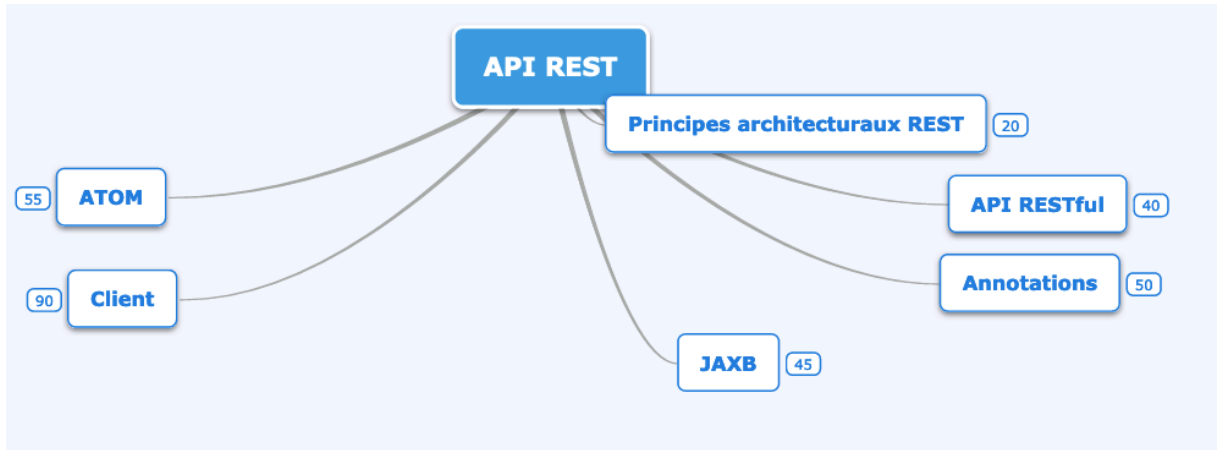 API REST
Principes architecturaux REST 20
55 ATOM
API RESTful 40
Annotations 50
90 Client
JAXB 45